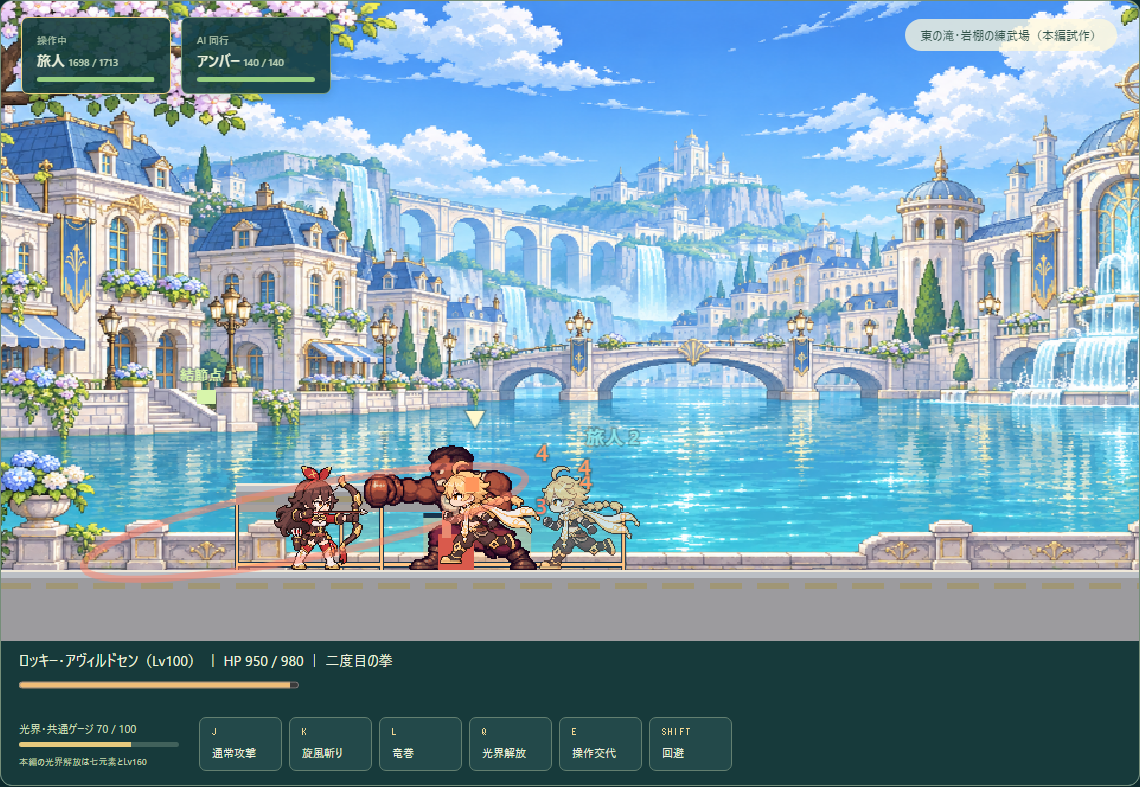 操作中
旅人 1698 / 1713
AI 同行
アンバー 140 / 140
東の滝・岩棚の練武場（本編試作）
結節点
旅人 2
4
4
4
3
ロッキー・アヴィルドセン（Lv100） | HP 950 / 980 | 二度目の拳
光界・共通ゲージ 70 / 100
本編の光界解放は七元素とLv160
J
通常攻撃
K
旋風斬り
L
竜巻
Q
光界解放
E
操作交代
SHIFT
回避